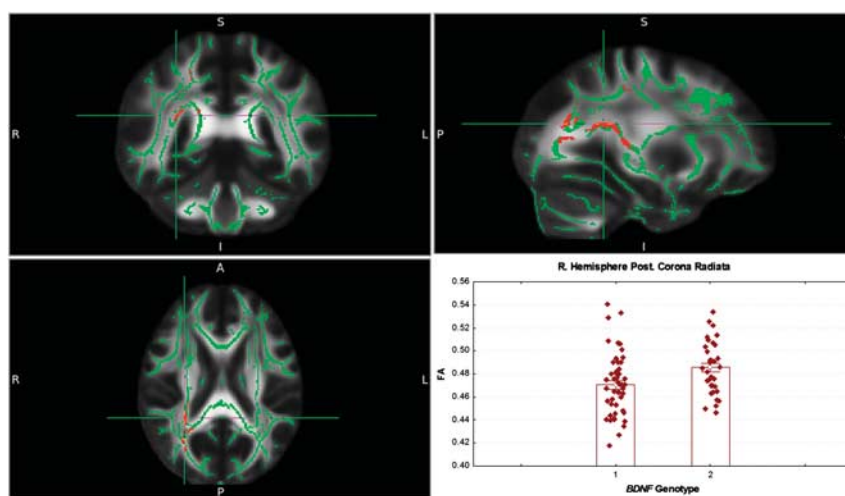 S
S
R
L
P
I
I
A
R
L
P
R. Hemisphere Post. Corona Radiata
0.56
0.54
0.52
0.50
0.48
0.46
0.44
0.42
0.40
FA
1
2
BDNF Genotype